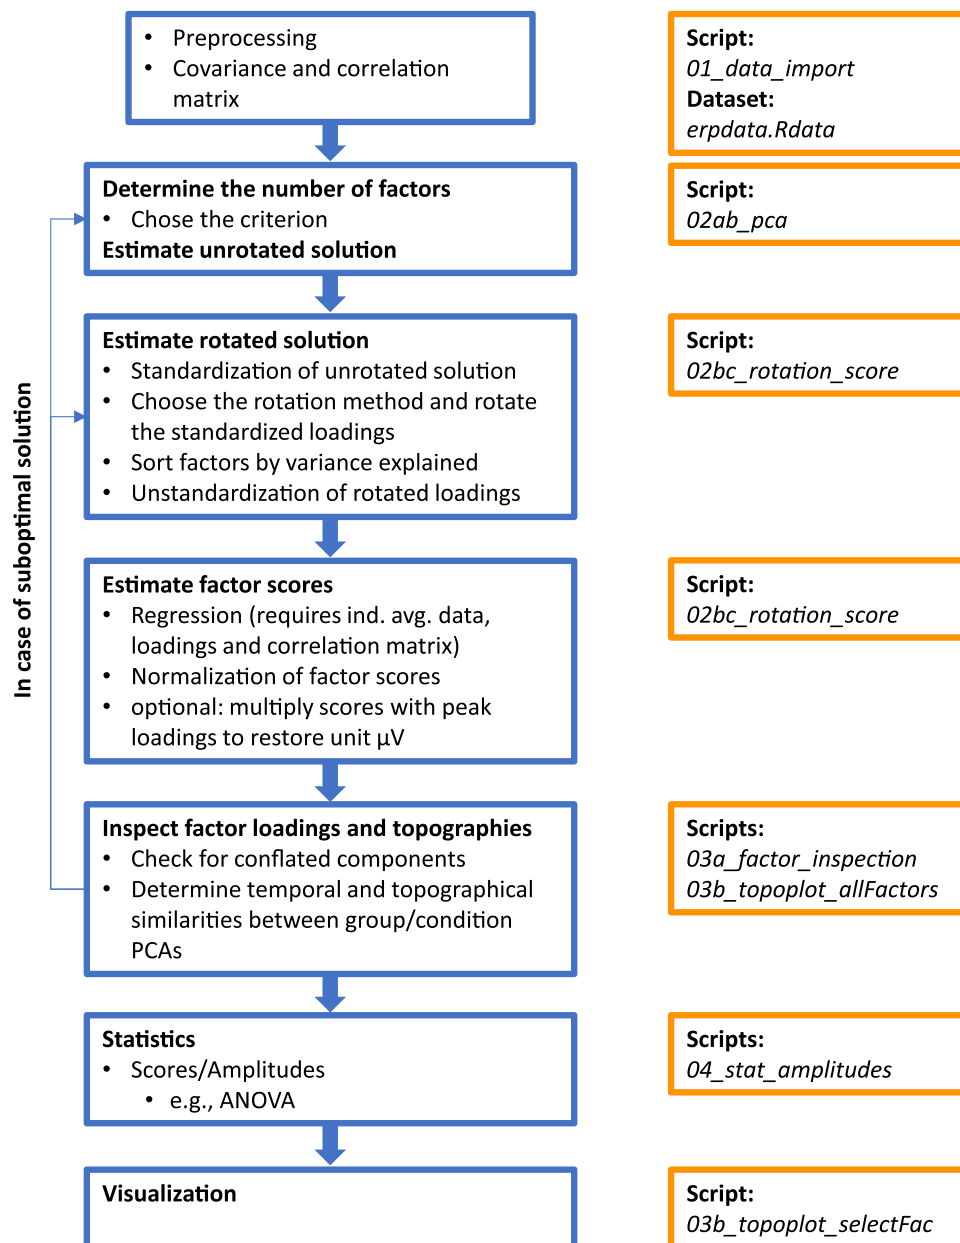 • Preprocessing
• Covariance and correlation
matrix
Script:
01_data_import
Dataset:
erpdata.Rdata
Determine the number of factors
• Chose the criterion
Estimate unrotated solution
Script:
02ab_pca
Estimate rotated solution
• Standardization of unrotated solution
• Choose the rotation method and rotate
the standardized loadings
• Sort factors by variance explained
• Unstandardization of rotated loadings
Script:
02bc_rotation_score
In case of suboptimal solution
Estimate factor scores
• Regression (requires ind. avg. data,
loadings and correlation matrix)
• Normalization of factor scores
• optional: multiply scores with peak
loadings to restore unit µV
Script:
02bc_rotation_score
Inspect factor loadings and topographies
• Check for conflated components
• Determine temporal and topographical
similarities between group/condition
PCAs
Scripts:
03a_factor_inspection
03b_topoplot_allFactors
Statistics
• Scores/Amplitudes
• e.g., ANOVA
Scripts:
04_stat_amplitudes
Visualization
Script:
03b_topoplot_selectFac